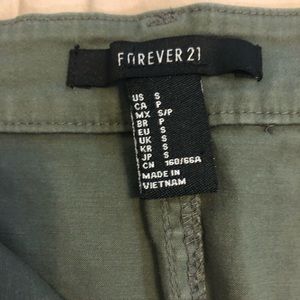 FOREVER 21
US S
CA P
MX S/P
BR P
EU S
UK S
KR S
JP S
CN 160/66A
MADE IN
VIETNAM